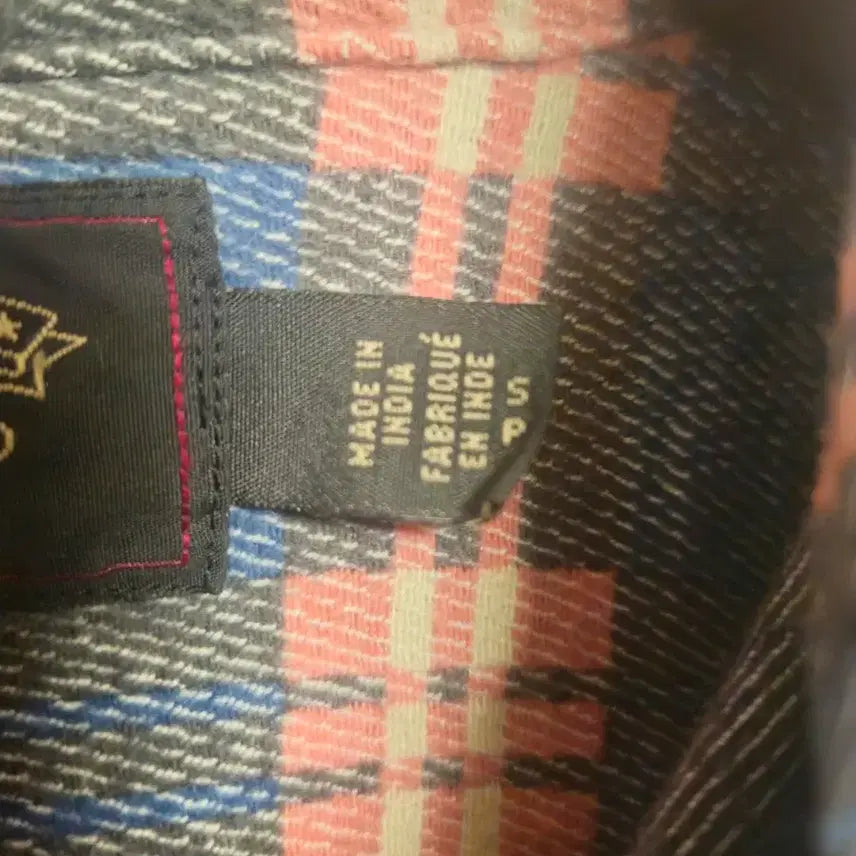 MADE IN
INDIA
FABRIQUÉ
EN INDE
S
P